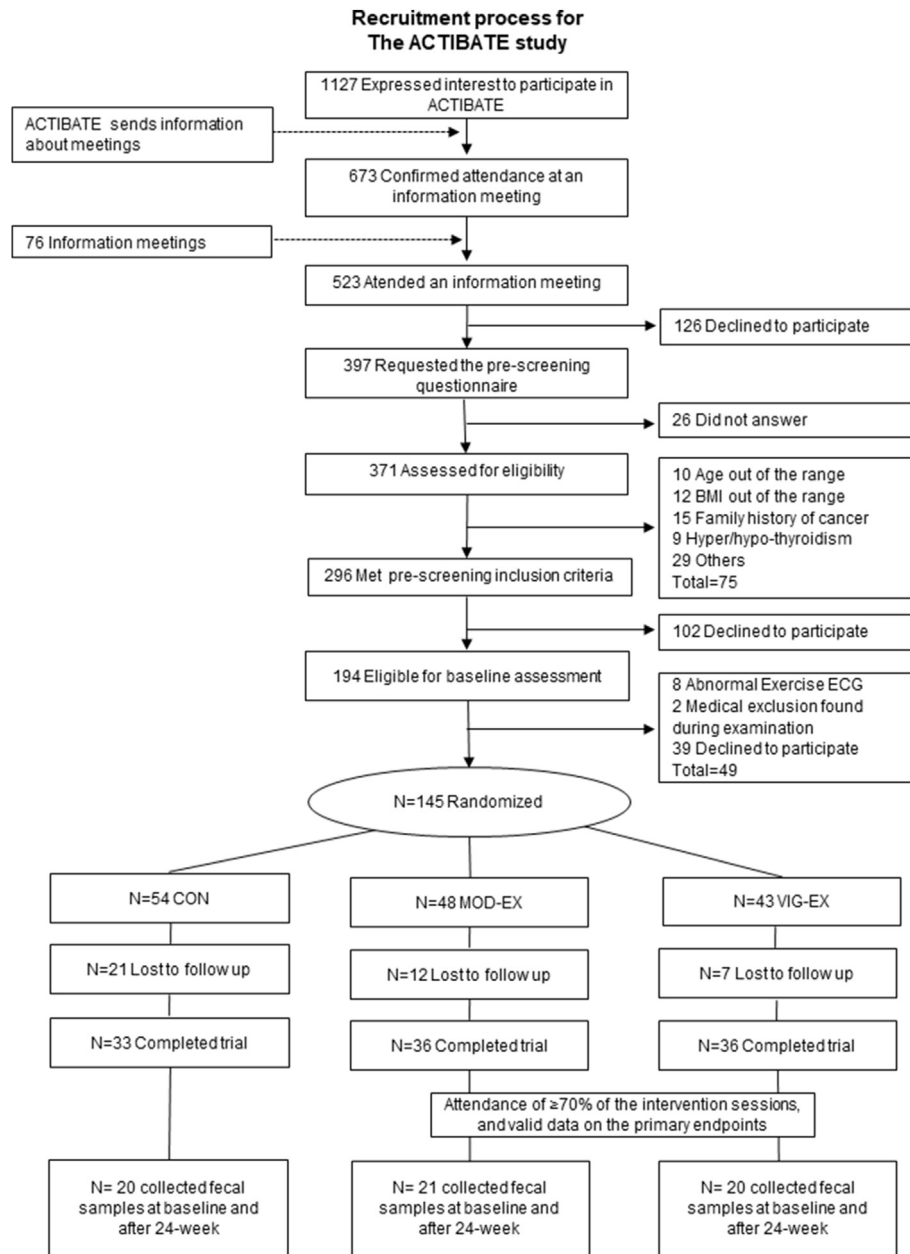 Recruitment process for
The ACTIBATE study
1127 Expressed interest to participate in
ACTIBATE
ACTIBATE sends information
about meetings
673 Confirmed attendance at an
information meeting
76 Information meetings
523 Atended an information meeting
126 Declined to participate
397 Requested the pre-screening
questionnaire
26 Did not answer
371 Assessed for eligibility
10 Age out of the range
12 BMI out of the range
15 Family history of cancer
9 Hyper/hypo-thyroidism
29 Others
Total=75
296 Met pre-screening inclusion criteria
102 Declined to participate
194 Eligible for baseline assessment
8 Abnormal Exercise ECG
2 Medical exclusion found
during examination
39 Declined to participate
Total=49
N=145 Randomized
N=54 CON
N=48 MOD-EX
N=43 VIG-EX
N=21 Lost to follow up
N=12 Lost to follow up
N=7 Lost to follow up
N=33 Completed trial
N=36 Completed trial
N=36 Completed trial
Attendance of ≥70% of the intervention sessions,
and valid data on the primary endpoints
N= 20 collected fecal
samples at baseline and
after 24-week
N= 21 collected fecal
samples at baseline and
after 24-week
N= 20 collected fecal
samples at baseline and
after 24-week